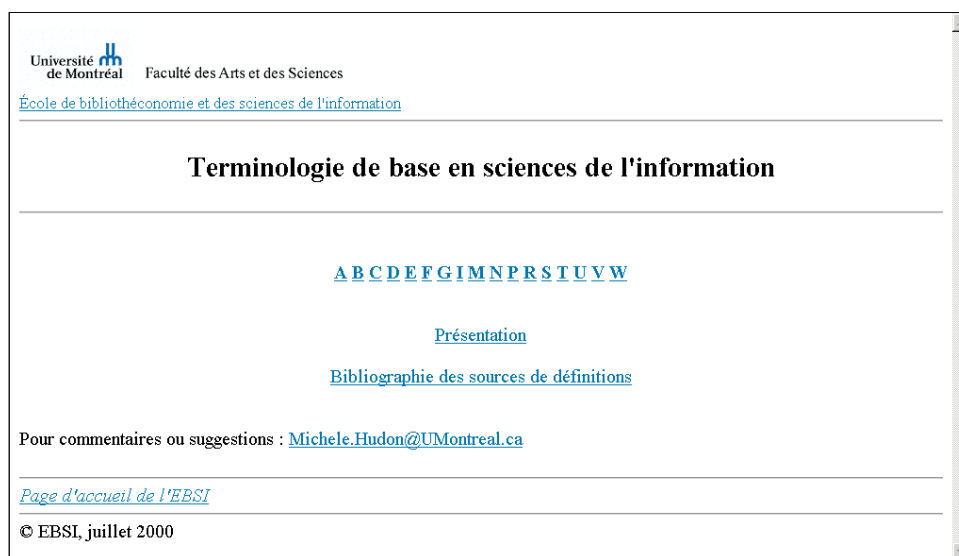 Université
de Montréal
Faculté des Arts et des Sciences
École de bibliothéconomie et des sciences de l'information
Terminologie de base en sciences de l'information
A B C D E F G I M N P R S T U V W
Présentation
Bibliographie des sources de définitions
Pour commentaires ou suggestions : Michele.Hudon@UMontreal.ca
Page d'accueil de l'EBSI
© EBSI, juillet 2000